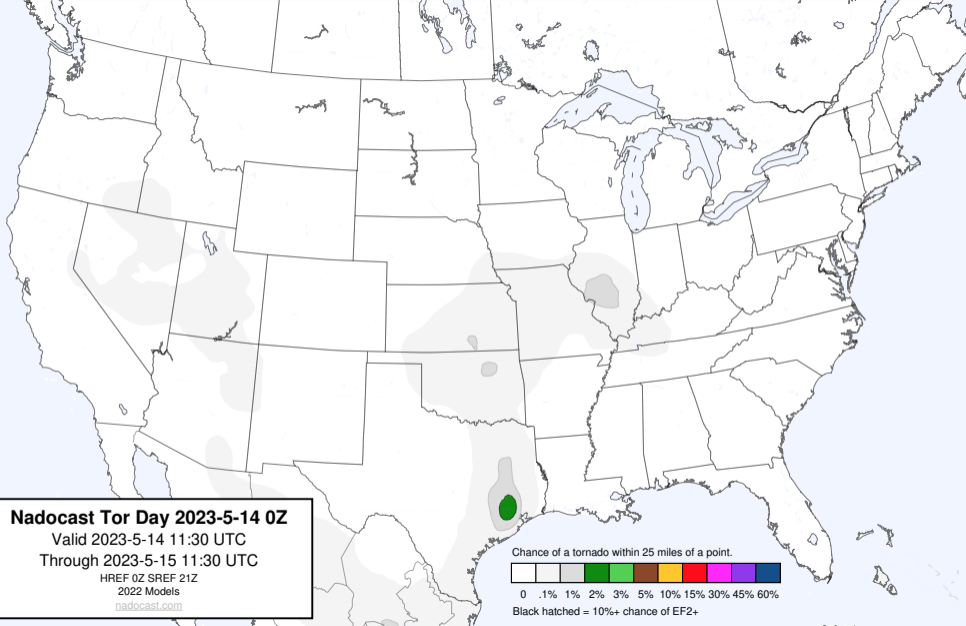 Nadocast Tor Day 2023-5-14 0Z
Valid 2023-5-14 11:30 UTC
Through 2023-5-15 11:30 UTC
HREF 0Z SREF 21Z
2022 Models
nadocast.com
Chance of a tornado within 25 miles of a point.
0 .1% 1% 2% 3% 5% 10% 15% 30% 45% 60%
Black hatched = 10%+ chance of EF2+